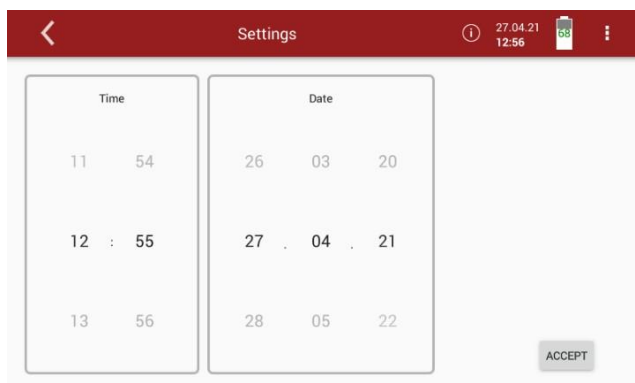 Settings
27.04.21
12:56
68
Time
Date
11 54
26 03 20
12 : 55
27 . 04 . 21
13 56
28 05 22
ACCEPT